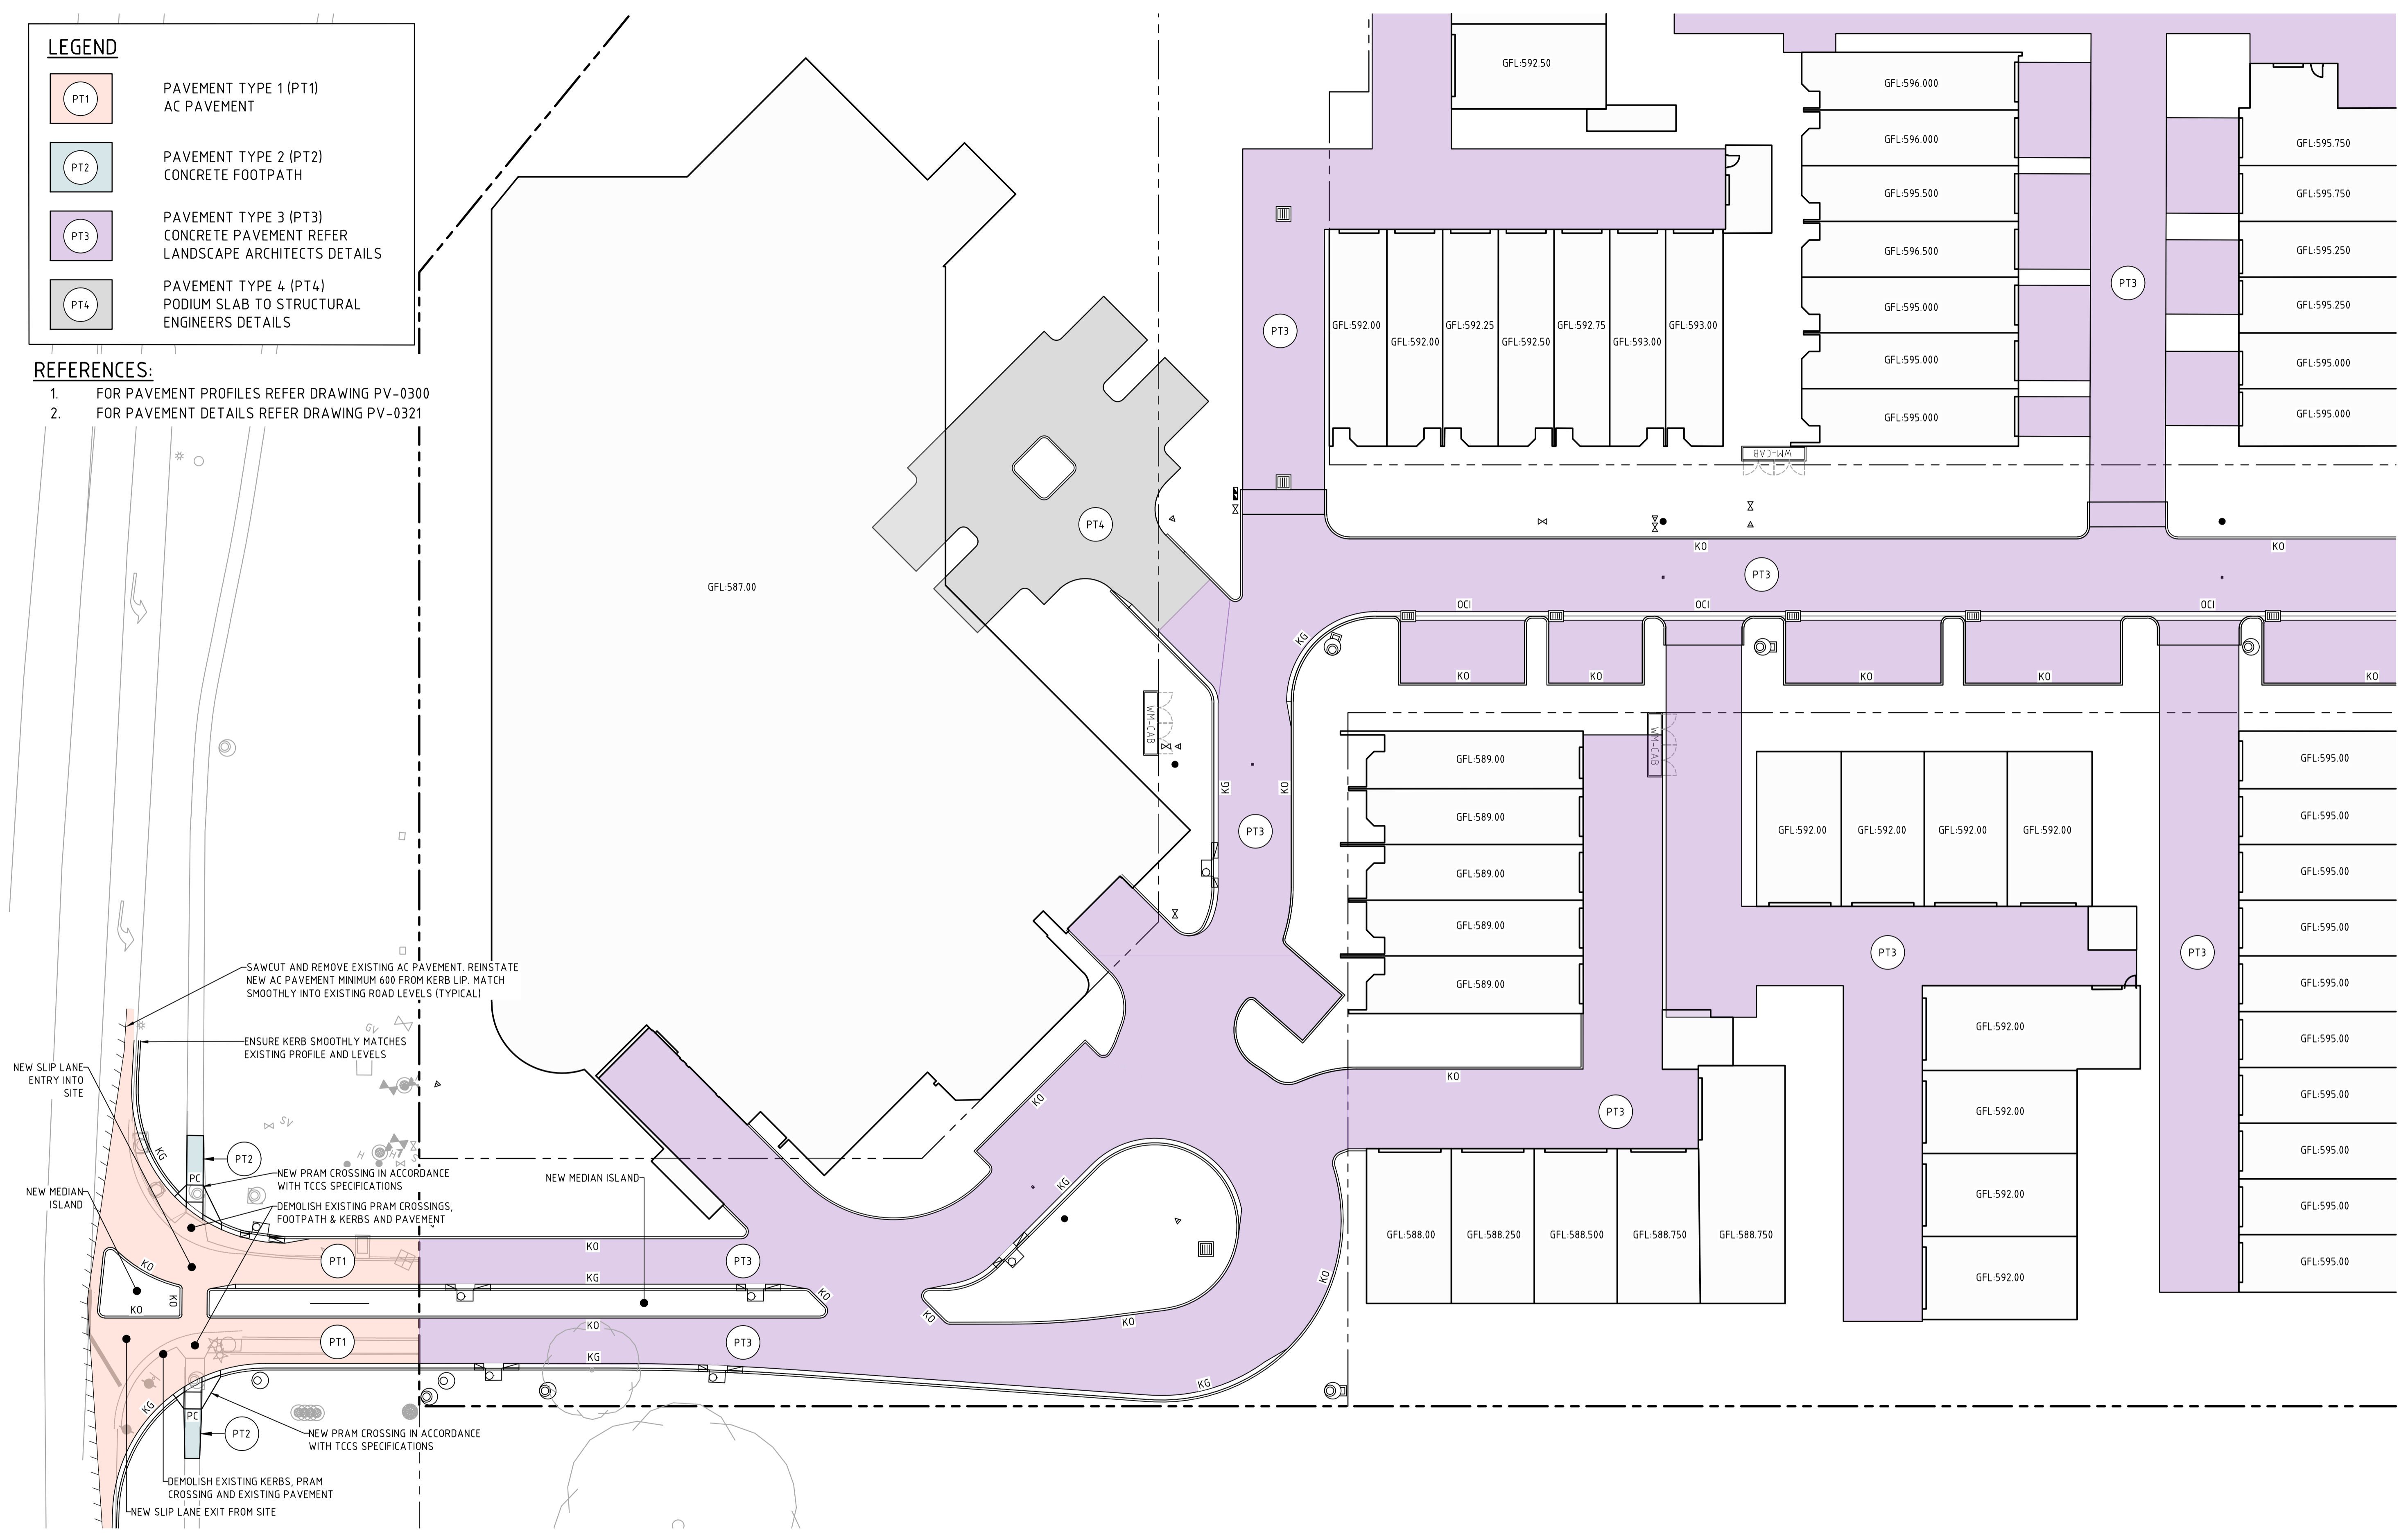 LEGEND
PT1
PAVEMENT TYPE 1 (PT1)
AC PAVEMENT
PT2
PAVEMENT TYPE 2 (PT2)
CONCRETE FOOTPATH
PT3
PAVEMENT TYPE 3 (PT3)
CONCRETE PAVEMENT REFER
LANDSCAPE ARCHITECTS DETAILS
PT4
PAVEMENT TYPE 4 (PT4)
PODIUM SLAB TO STRUCTURAL
ENGINEERS DETAILS
REFERENCES:
1. FOR PAVEMENT PROFILES REFER DRAWING PV-0300
2. FOR PAVEMENT DETAILS REFER DRAWING PV-0321
GFL:592.50
GFL:596.000
GFL:596.000
GFL:595.500
GFL:596.500
GFL:595.000
GFL:595.000
GFL:595.000
GFL:595.750
GFL:595.750
GFL:595.250
GFL:595.250
GFL:595.000
GFL:595.000
PT3
PT3
GFL:592.00
GFL:592.00
GFL:592.25
GFL:592.50
GFL:592.75
GFL:593.00
GFL:593.00
WM-CAB
PT4
KO
KO
PT3
GFL:587.00
OCI
OCI
OCI
KG
KO
KO
KO
KO
KO
WM-CAB
WM-CAB
KG
KO
PT3
GFL:589.00
GFL:589.00
GFL:589.00
GFL:589.00
GFL:589.00
GFL:592.00
GFL:592.00
GFL:592.00
GFL:592.00
PT3
PT3
GFL:595.00
GFL:595.00
GFL:595.00
GFL:595.00
GFL:595.00
GFL:595.00
GFL:595.00
GFL:595.00
GFL:595.00
GFL:595.00
GFL:592.00
GFL:592.00
GFL:592.00
GFL:592.00
KO
PT3
GFL:588.00
GFL:588.250
GFL:588.500
GFL:588.750
GFL:588.750
SAWCUT AND REMOVE EXISTING AC PAVEMENT. REINSTATE
NEW AC PAVEMENT MINIMUM 600 FROM KERB LIP. MATCH
SMOOTHLY INTO EXISTING ROAD LEVELS (TYPICAL)
GV
ENSURE KERB SMOOTHLY MATCHES
EXISTING PROFILE AND LEVELS
NEW SLIP LANE
ENTRY INTO
SITE
SV
KG
PT2
H
H
S
PC
NEW PRAM CROSSING IN ACCORDANCE
WITH TCCS SPECIFICATIONS
NEW MEDIAN
ISLAND
DEMOLISH EXISTING PRAM CROSSINGS,
FOOTPATH & KERBS AND PAVEMENT
NEW MEDIAN ISLAND
KO
KG
KO
PT1
PT3
KO
KO
KO
KG
KO
KO
KO
KO
KO
PT1
PT3
KG
KG
KG
PC
PT2
NEW PRAM CROSSING IN ACCORDANCE
WITH TCCS SPECIFICATIONS
DEMOLISH EXISTING KERBS, PRAM
CROSSING AND EXISTING PAVEMENT
NEW SLIP LANE EXIT FROM SITE